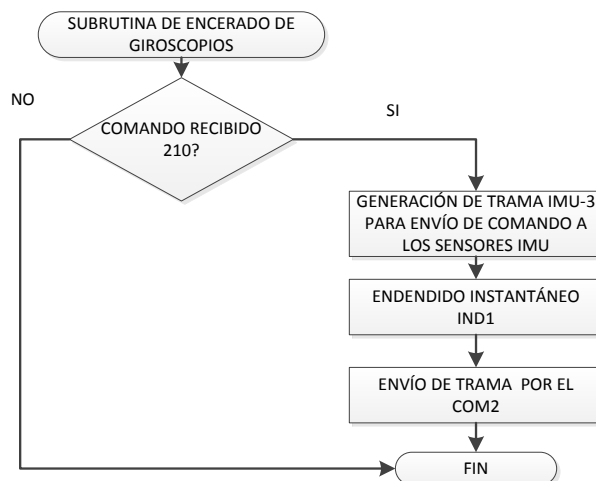 SUBRUTINA DE ENCERADO DE
GIROSCOPIOS
NO
COMANDO RECIBIDO
210?
SI
GENERACIÓN DE TRAMA IMU-3
PARA ENVÍO DE COMANDO A
LOS SENSORES IMU
ENDENDIDO INSTANTÁNEO
IND1
ENVÍO DE TRAMA POR EL
COM2
FIN